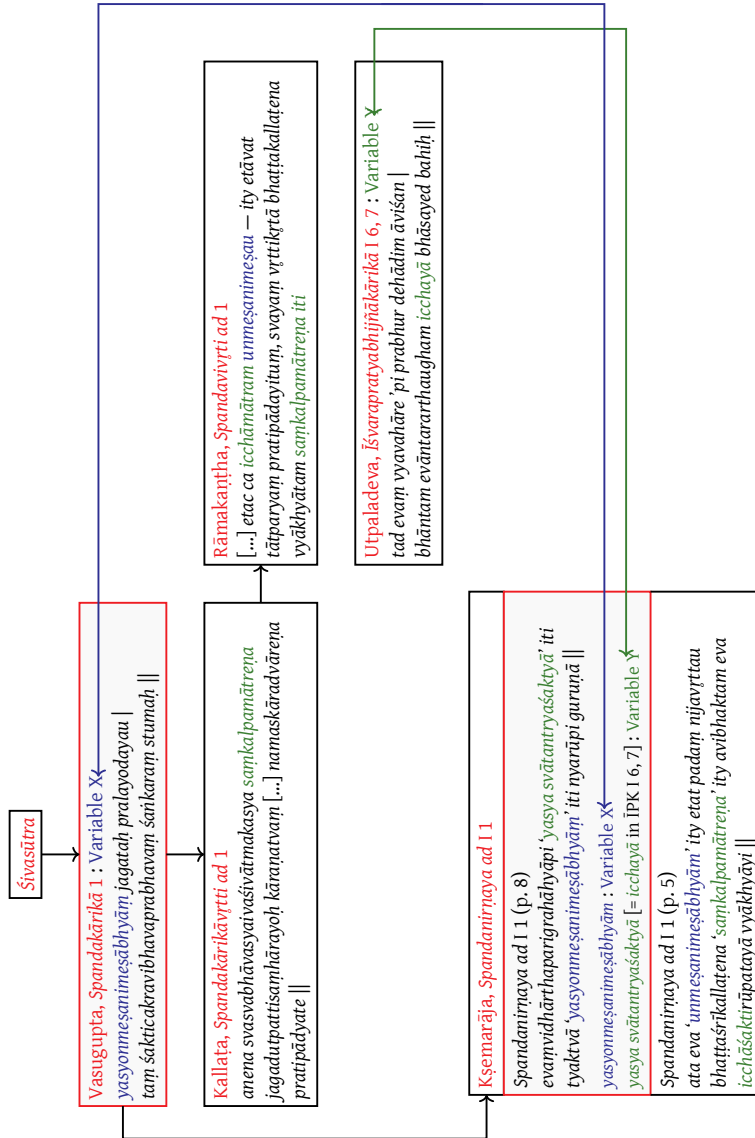 Śivasūtra
Vasugupta, Spandakārikā 1 : Variable X
yasyonmeṣanimeṣābhyāṃ jagataḥ pralayodayau |
taṃ śakticakravibhavaprabhavaṃ śaṅkaraṃ stumaḥ ||
Kallaṭa, Spandakārikāvṛtti ad 1
anena svasvabhāvasyaivaśivātmakasya saṃkalpamātreṇa
jagadutpattisaṃhārayoḥ kāraṇatvaṃ [...] namaskāradvāreṇa
pratipādyate ||
Rāmakaṇṭha, Spandavivṛti ad 1
[...] etac ca icchāmātram unmeṣanimeṣau — ity etāvat
tātparyaṃ pratipādayituṃ, svayaṃ vṛttikṛtā bhaṭṭakallaṭena
vyākhyātam saṃkalpamātreṇa iti
Utpaladeva, Īśvarapratyabhijñākārikā I 6, 7 : Variable Y
tad evaṃ vyavahāre 'pi prabhur dehādim āviśan |
bhāntam evāntararthaugham icchayā bhāsayed bahiḥ ||
Kṣemarāja, Spandanirṇaya ad I 1
Spandanirṇaya ad I 1 (p. 8)
evaṃvidhārthaparigrahāhyāpi ‘yasya svātantryaśaktyā’ iti
tyaktvā ‘yasyonmeṣanimeṣābhyām’ iti nyarūpi guruṇā ||
yasyonmeṣanimeṣābhyām : Variable X
yasya svātantryaśaktyā [= icchayā in ĪPK I 6, 7] : Variable Y
Spandanirṇaya ad I 1 (p. 5)
ata eva ‘unmeṣanimeṣābhyām’ ity etat padaṃ nijavṛttau
bhaṭṭaśrīkallaṭena ‘saṃkalpamātreṇa’ ity avibhaktam eva
icchāśaktirūpatayā vyākhyāyi ||